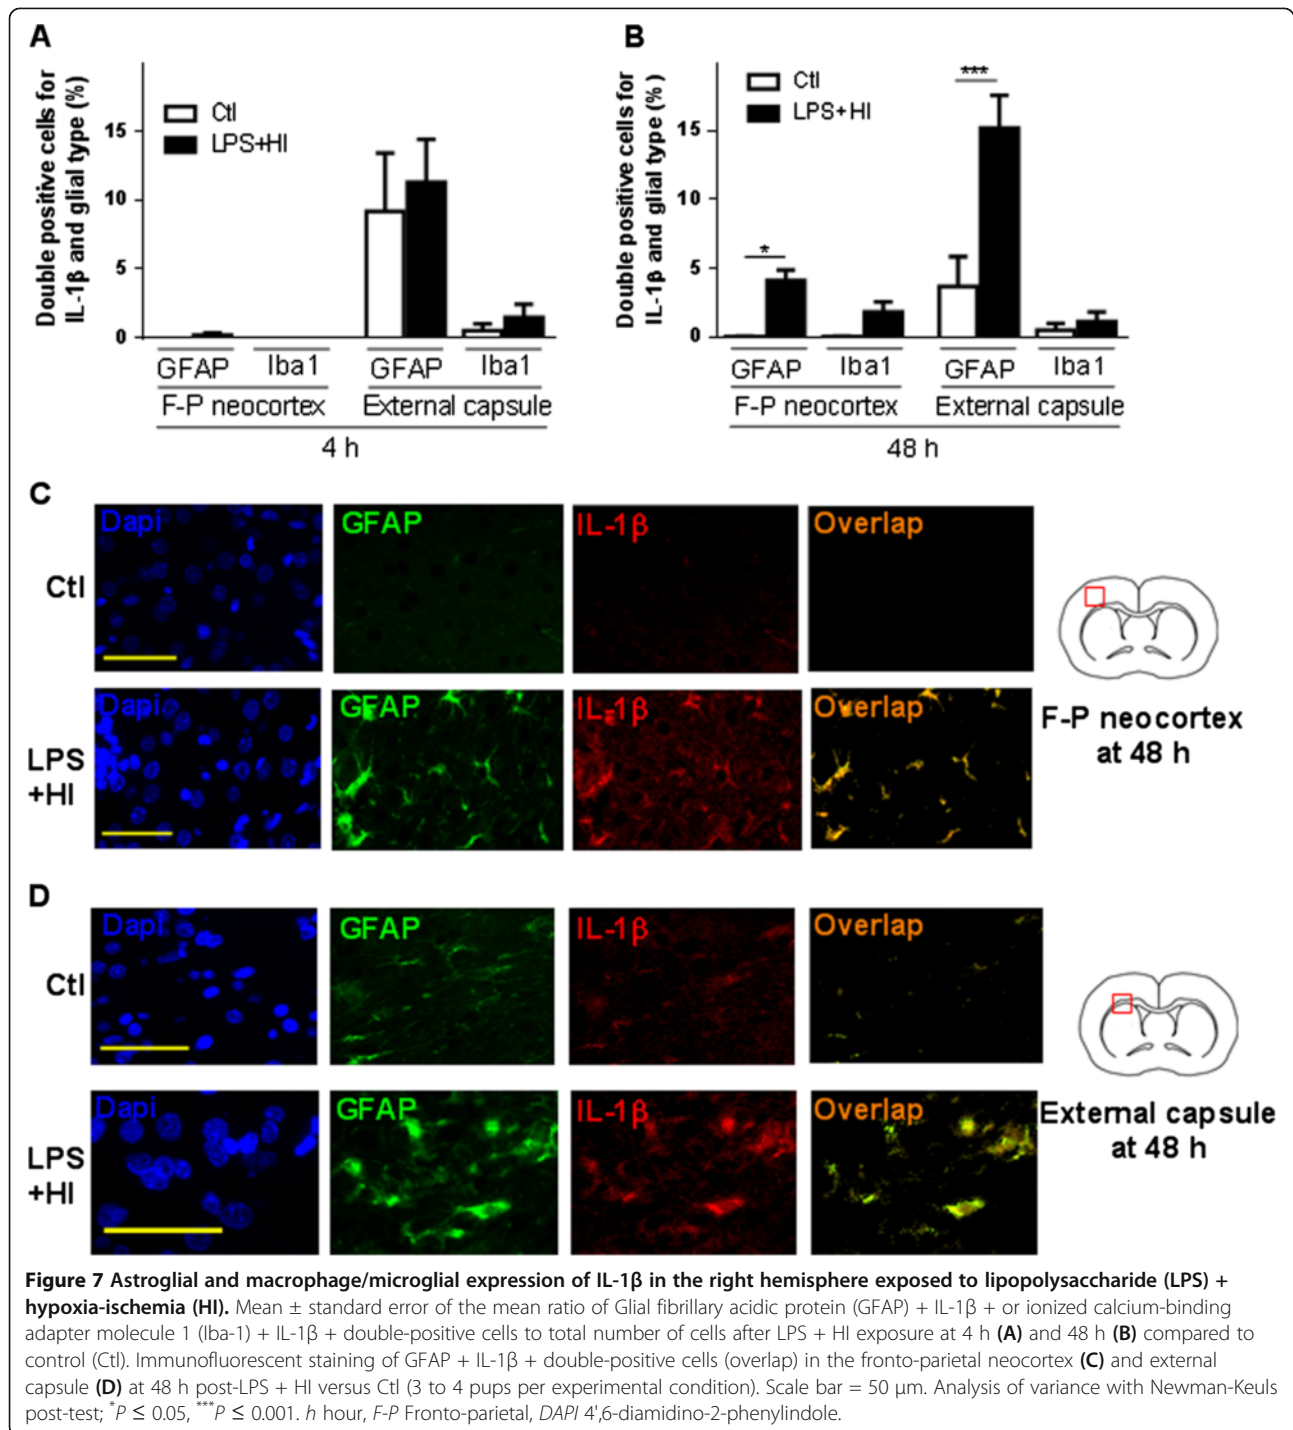 A
B
Double positive cells for
IL-1β and glial type (%)
15
10
5
0
Ctl
LPS+HI
GFAP
Iba1
GFAP
Iba1
F-P neocortex
External capsule
4 h
Double positive cells for
IL-1β and glial type (%)
15
10
5
0
Ctl
LPS+HI
*
***
GFAP
Iba1
GFAP
Iba1
F-P neocortex
External capsule
48 h
C
Dapi
GFAP
IL-1β
Overlap
Ctl
Dapi
GFAP
IL-1β
Overlap
LPS
+HI
F-P neocortex
at 48 h
D
Dapi
GFAP
IL-1β
Overlap
Ctl
Dapi
GFAP
IL-1β
Overlap
LPS
+HI
External capsule
at 48 h
Figure 7 Astroglial and macrophage/microglial expression of IL-1β in the right hemisphere exposed to lipopolysaccharide (LPS) +
hypoxia-ischemia (HI). Mean ± standard error of the mean ratio of Glial fibrillary acidic protein (GFAP) + IL-1β + or ionized calcium-binding
adapter molecule 1 (Iba-1) + IL-1β + double-positive cells to total number of cells after LPS + HI exposure at 4 h (A) and 48 h (B) compared to
control (Ctl). Immunofluorescent staining of GFAP + IL-1β + double-positive cells (overlap) in the fronto-parietal neocortex (C) and external
capsule (D) at 48 h post-LPS + HI versus Ctl (3 to 4 pups per experimental condition). Scale bar = 50 μm. Analysis of variance with Newman-Keuls
post-test; *P ≤ 0.05, ***P ≤ 0.001. h hour, F-P Fronto-parietal, DAPI 4',6-diamidino-2-phenylindole.